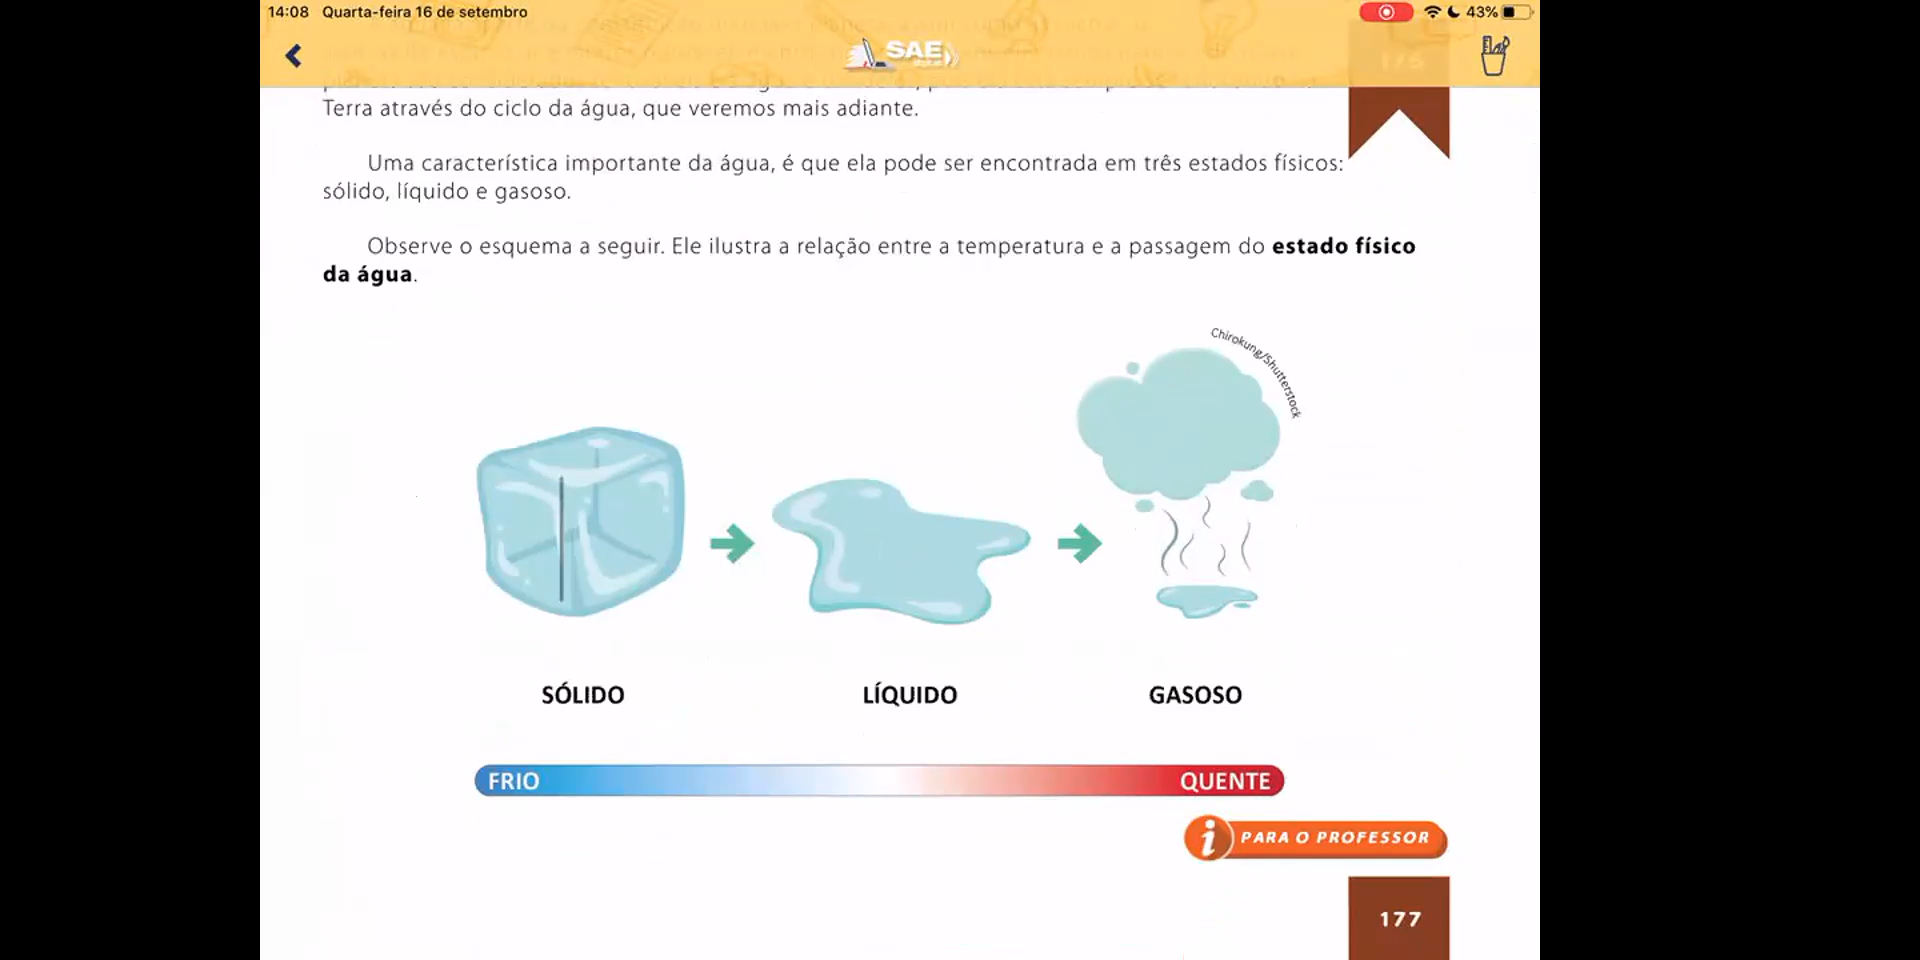 14:08 Quarta-feira 16 de setembro
43%
SAE
digital
175
Terra através do ciclo da água, que veremos mais adiante.
Uma característica importante da água, é que ela pode ser encontrada em três estados físicos:
sólido, líquido e gasoso.
Observe o esquema a seguir. Ele ilustra a relação entre a temperatura e a passagem do estado físico
da água.
Chirokung/Shutterstock
SÓLIDO
LÍQUIDO
GASOSO
FRIO
QUENTE
i PARA O PROFESSOR
177